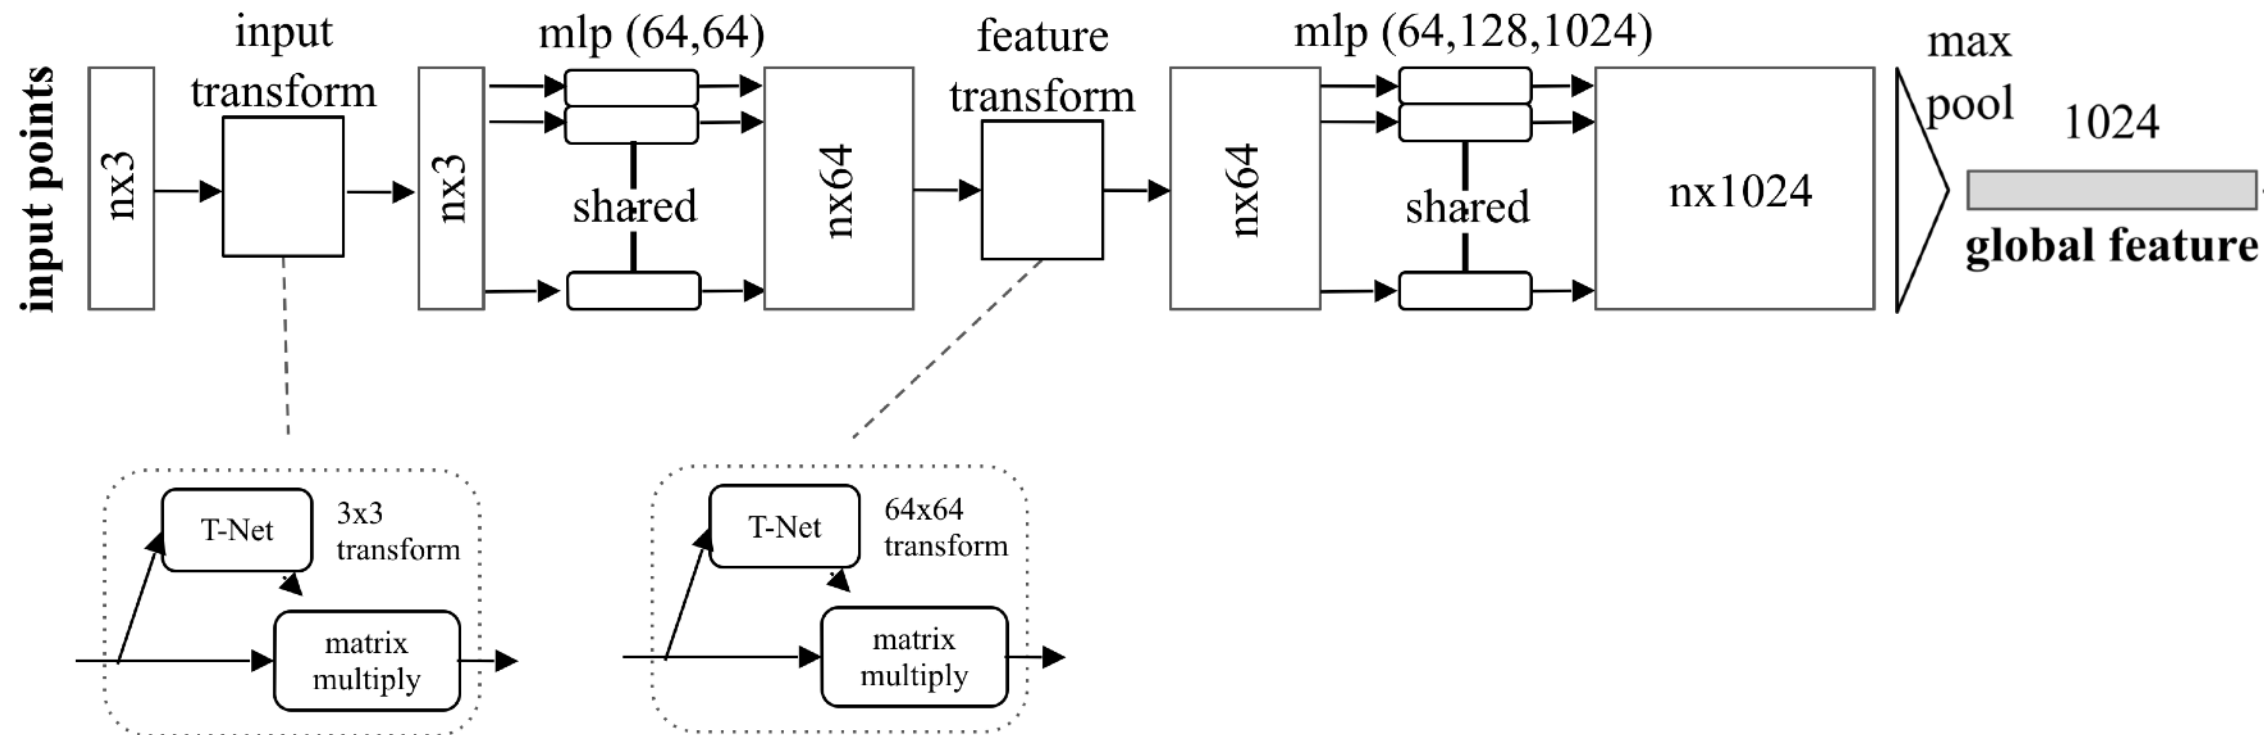 input points
nx3
input
transform
nx3
mlp (64,64)
shared
nx64
feature
transform
nx64
mlp (64,128,1024)
shared
nx1024
max
pool
1024
global feature
T-Net
3x3
transform
matrix
multiply
T-Net
64x64
transform
matrix
multiply